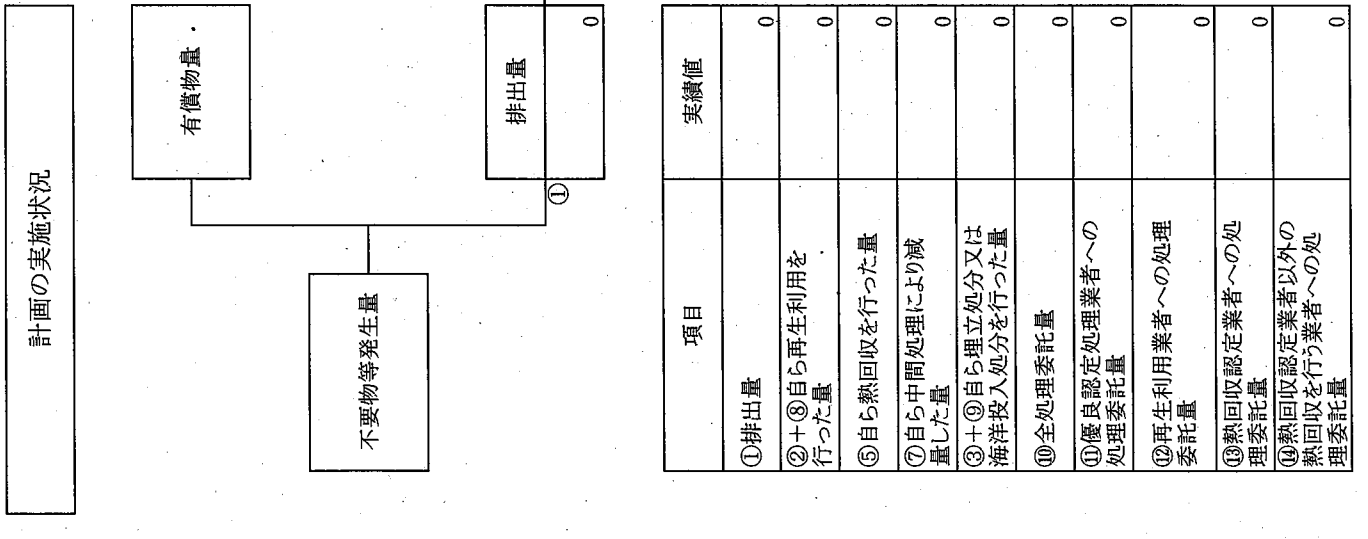 計画の実施状況
有償物量
不要物等発生量
①
排出量
0
項目
実績値
①排出量
0
②+⑧自ら再生利用を
行った量
0
⑤自ら熱回収を行った量
0
⑦自ら中間処理により減
量した量
0
③+⑨自ら埋立処分又は
海洋投入処分を行った量
0
⑩全処理委託量
0
⑪優良認定処理業者への
処理委託量
0
⑫再生利用業者への処理
委託量
0
⑬熱回収認定業者への処
理委託量
0
⑭熱回収認定業者以外の
熱回収を行う業者への処
理委託量
0